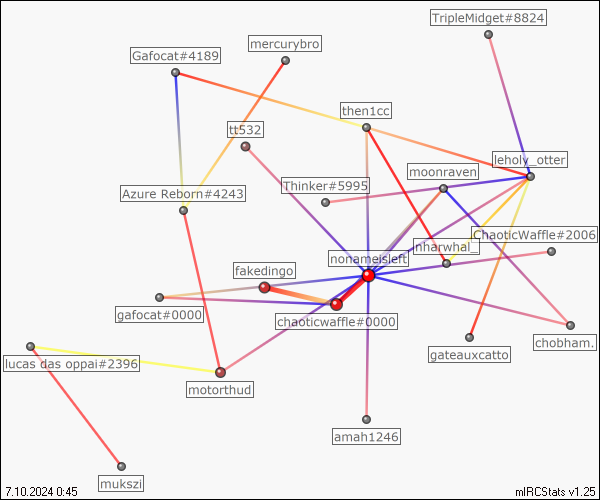 TripleMidget#8824
mercurybro
Gafocat#4189
then1cc
tt532
leholy_otter
moonraven
Thinker#5995
Azure Reborn#4243
ChaoticWaffle#2006
nharwhal_
nonameisleft
fakedingo
gafocat#0000
chaoticwaffle#0000
chobham.
gateauxcatto
lucas das oppai#2396
motorthud
amah1246
mukszi
7.10.2024 0:45
mIRCStats v1.25